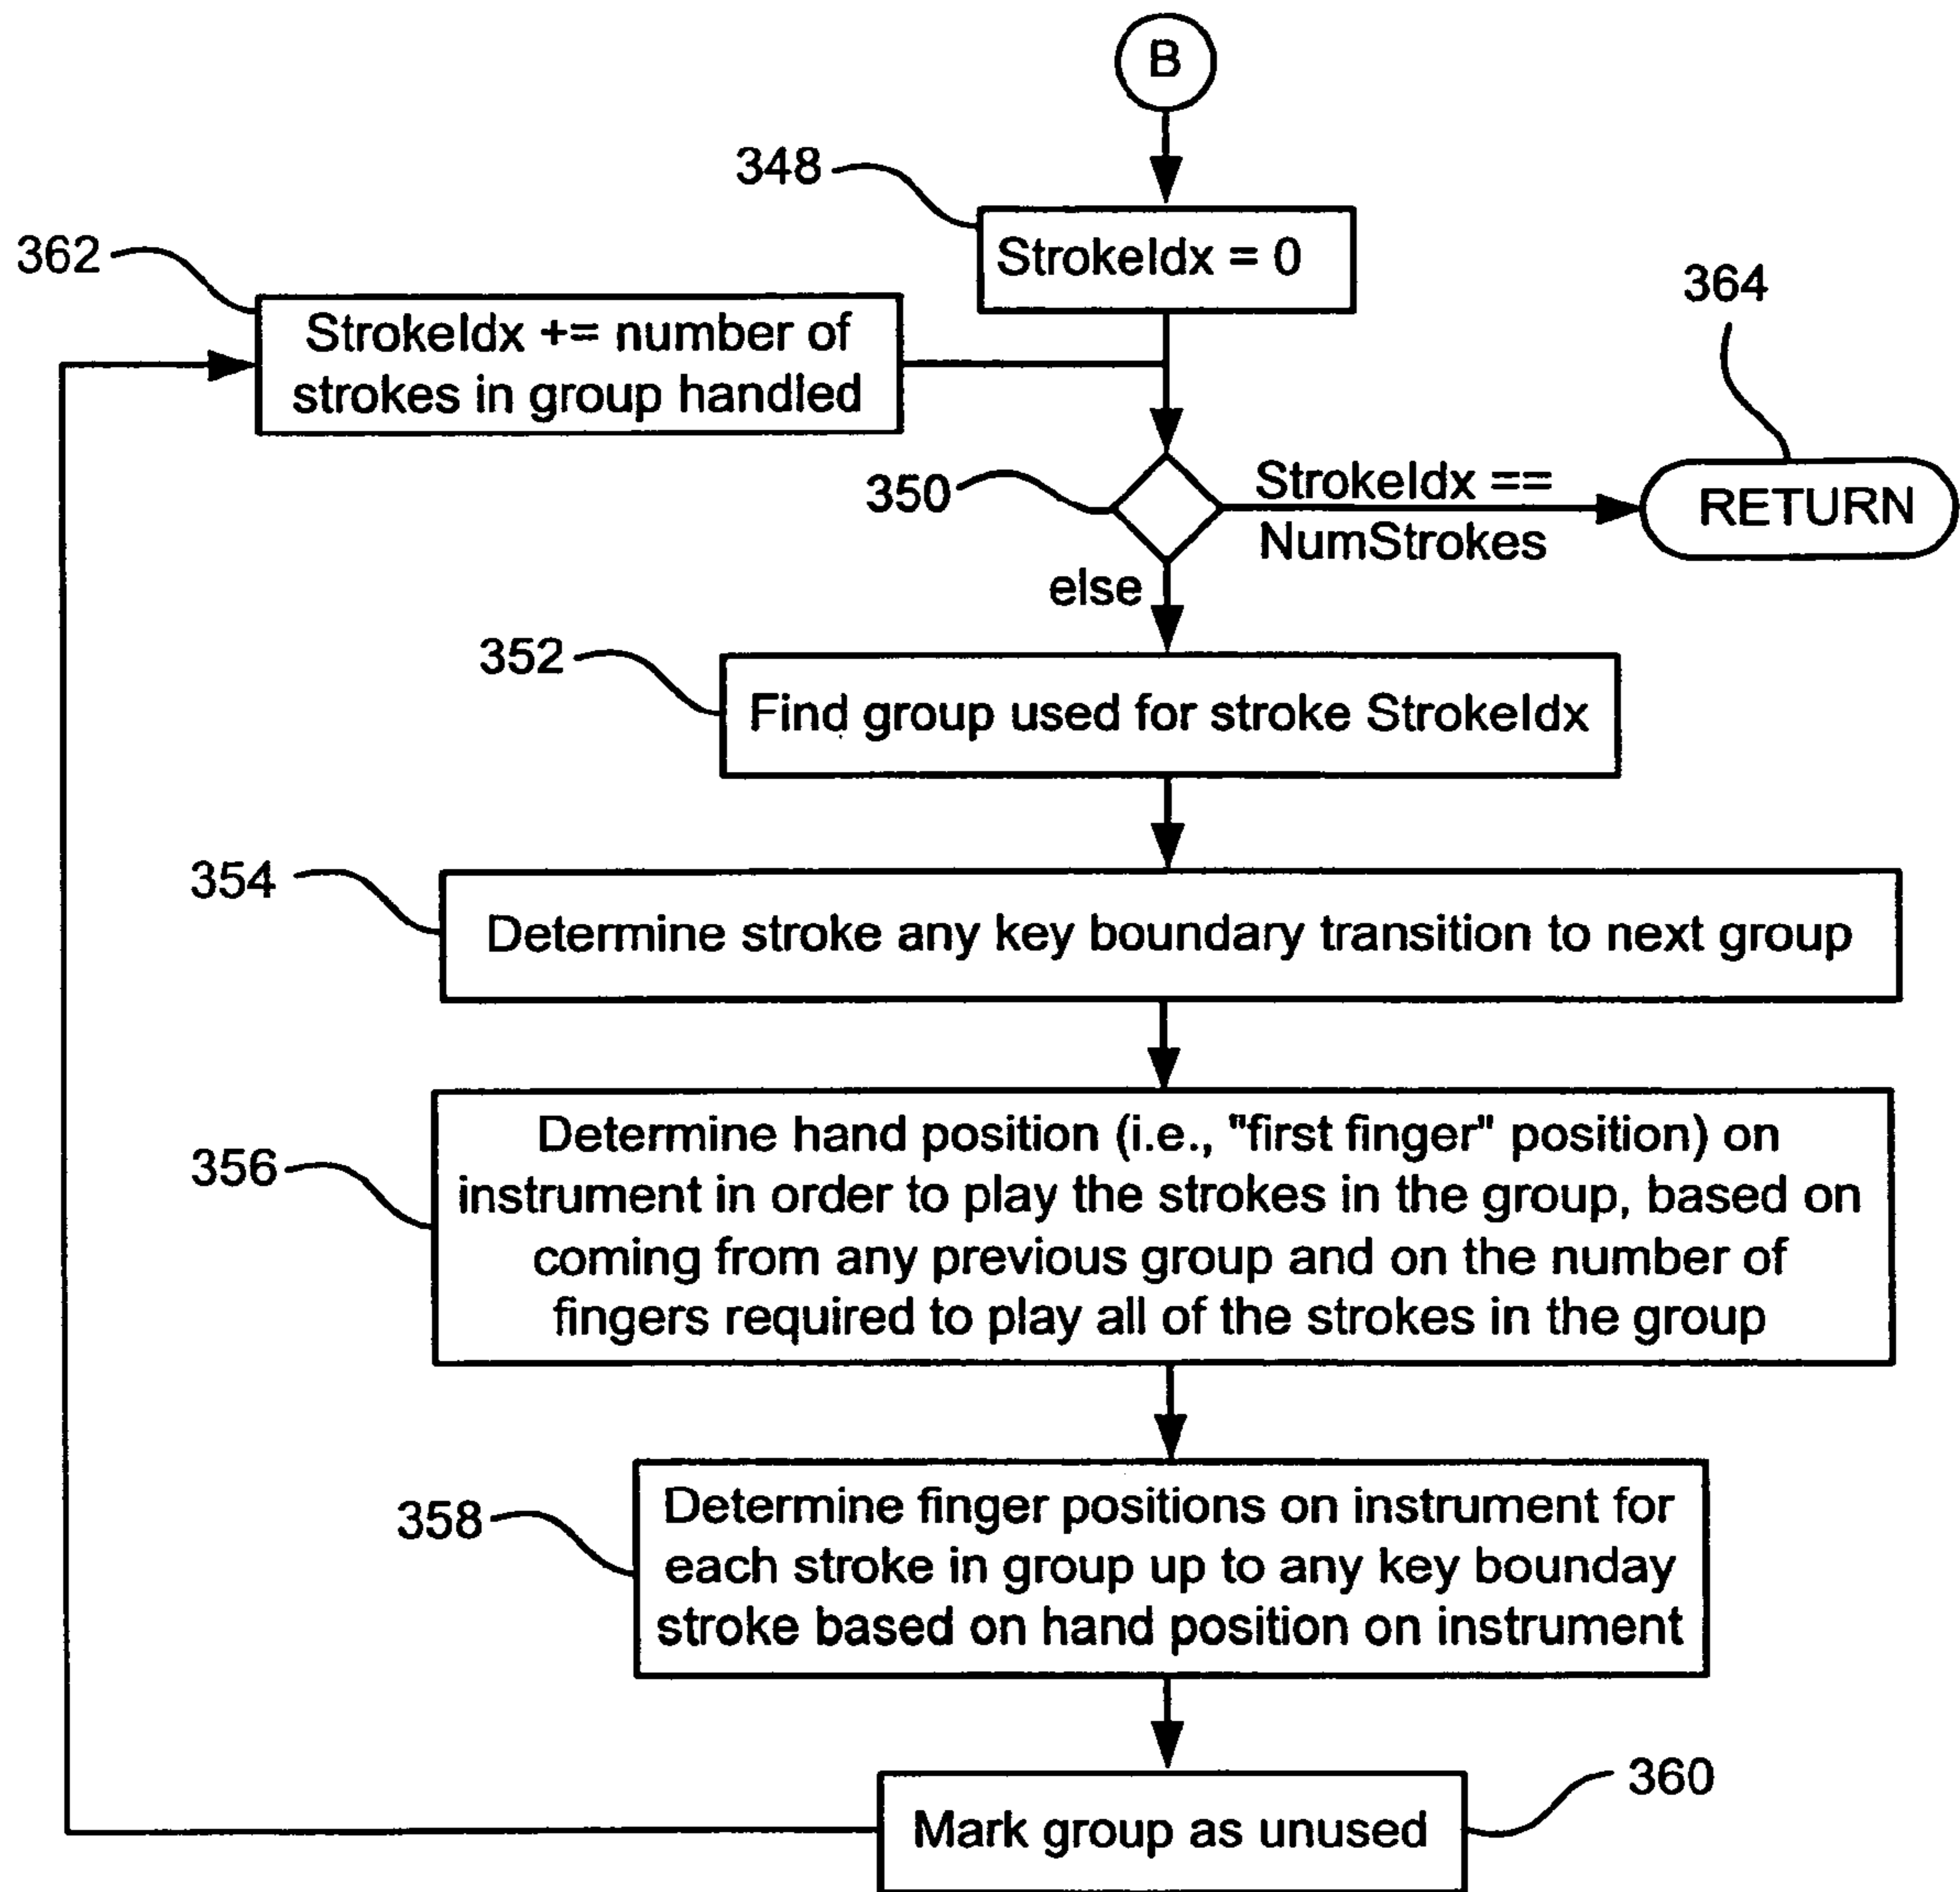 B
348
StrokeIdx = 0
362
StrokeIdx += number of
strokes in group handled
364
350
StrokeIdx ==
NumStrokes
RETURN
else
352
Find group used for stroke StrokeIdx
354
Determine stroke any key boundary transition to next group
356
Determine hand position (i.e., "first finger" position) on
instrument in order to play the strokes in the group, based on
coming from any previous group and on the number of
fingers required to play all of the strokes in the group
358
Determine finger positions on instrument for
each stroke in group up to any key bounday
stroke based on hand position on instrument
360
Mark group as unused